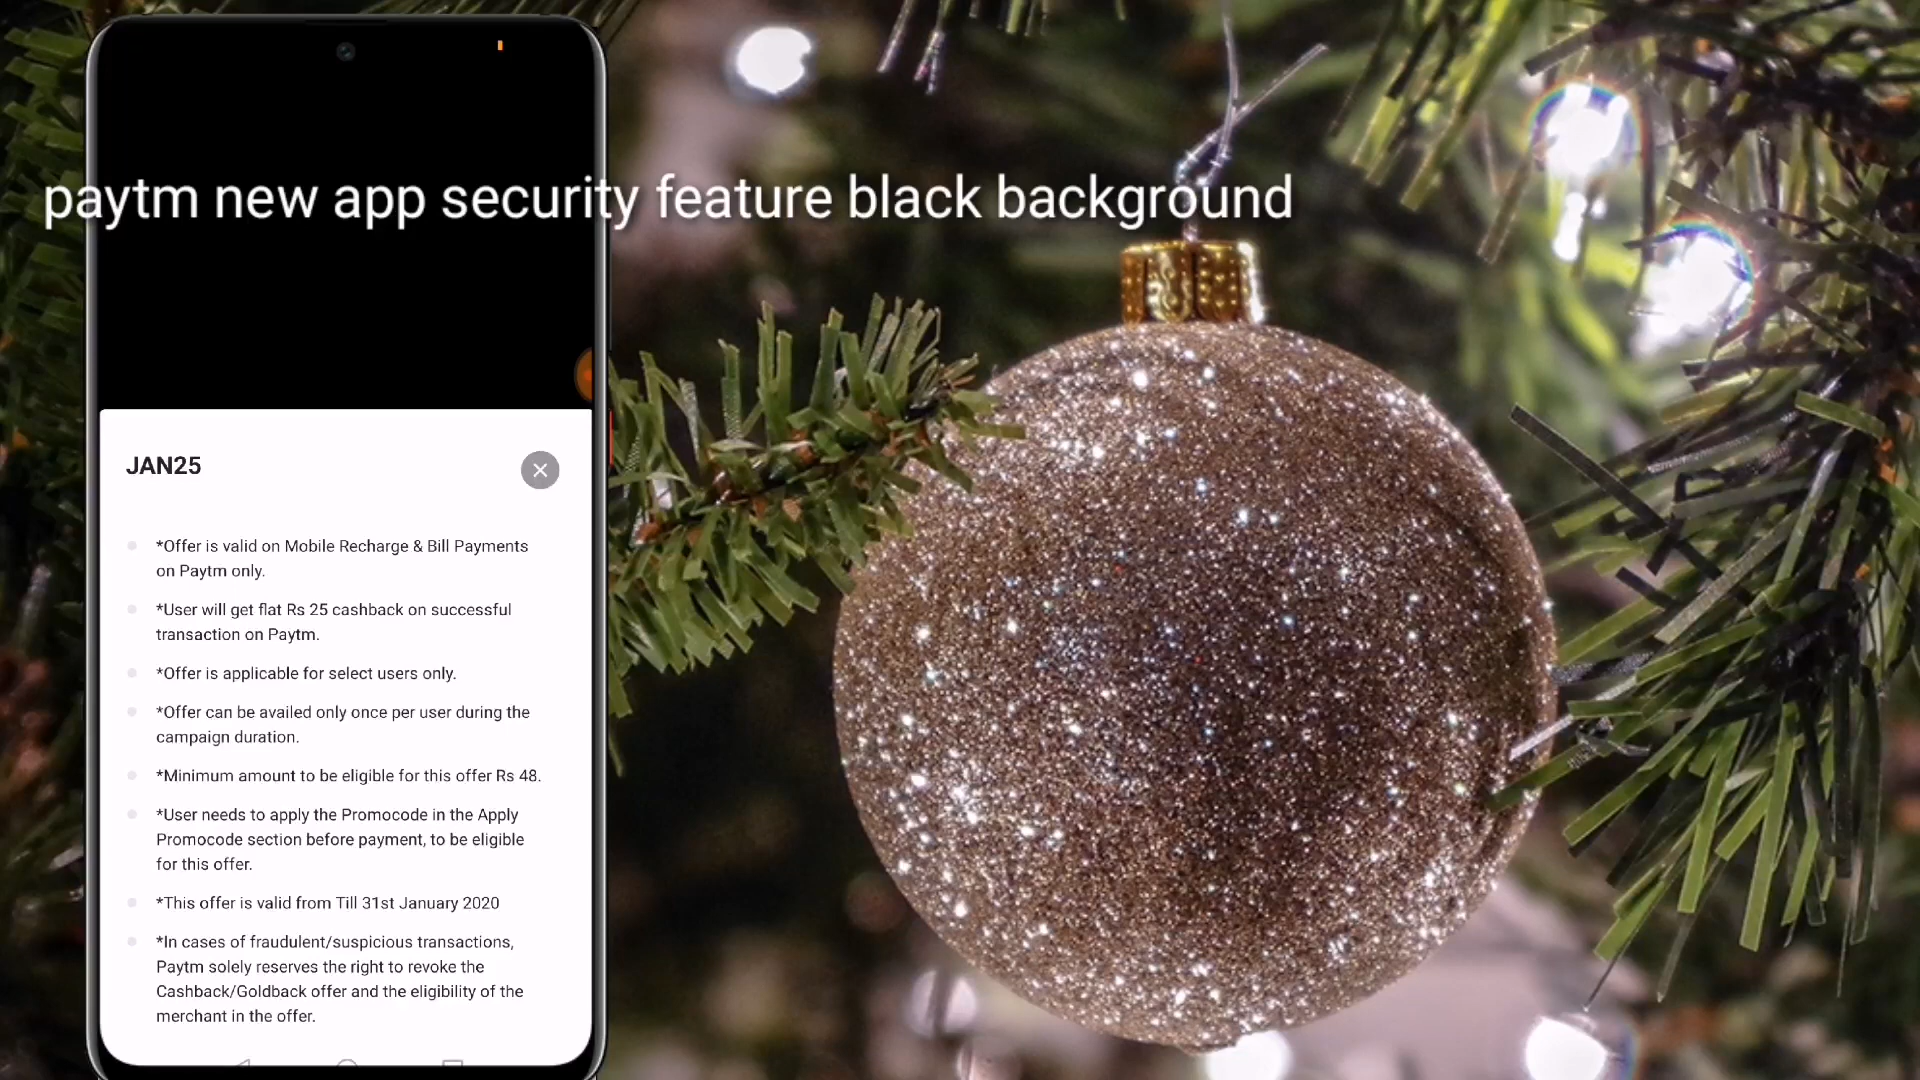 paytm new app security feature black background
JAN25
*Offer is valid on Mobile Recharge & Bill Payments
on Paytm only.
*User will get flat Rs 25 cashback on successful
transaction on Paytm.
*Offer is applicable for select users only.
*Offer can be availed only once per user during the
campaign duration.
*Minimum amount to be eligible for this offer Rs 48.
*User needs to apply the Promocode in the Apply
Promocode section before payment, to be eligible
for this offer.
*This offer is valid from Till 31st January 2020
*In cases of fraudulent/suspicious transactions,
Paytm solely reserves the right to revoke the
Cashback/Goldback offer and the eligibility of the
merchant in the offer.